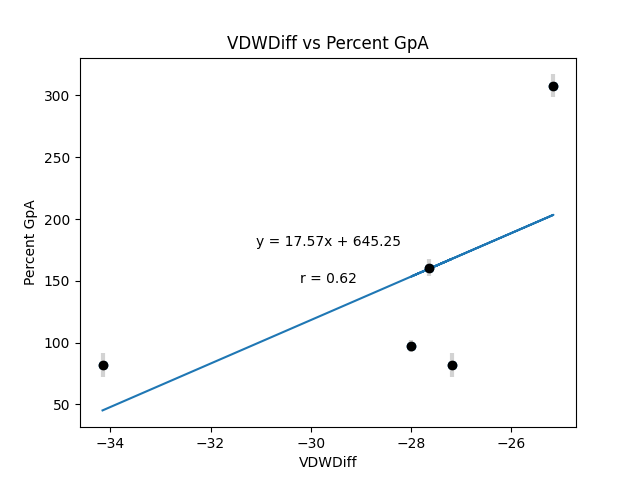 VDWDiff vs Percent GpA
300
250
200
150
100
50
Percent GpA
y = 17.57x + 645.25
r = 0.62
−34
−32
−30
−28
−26
VDWDiff